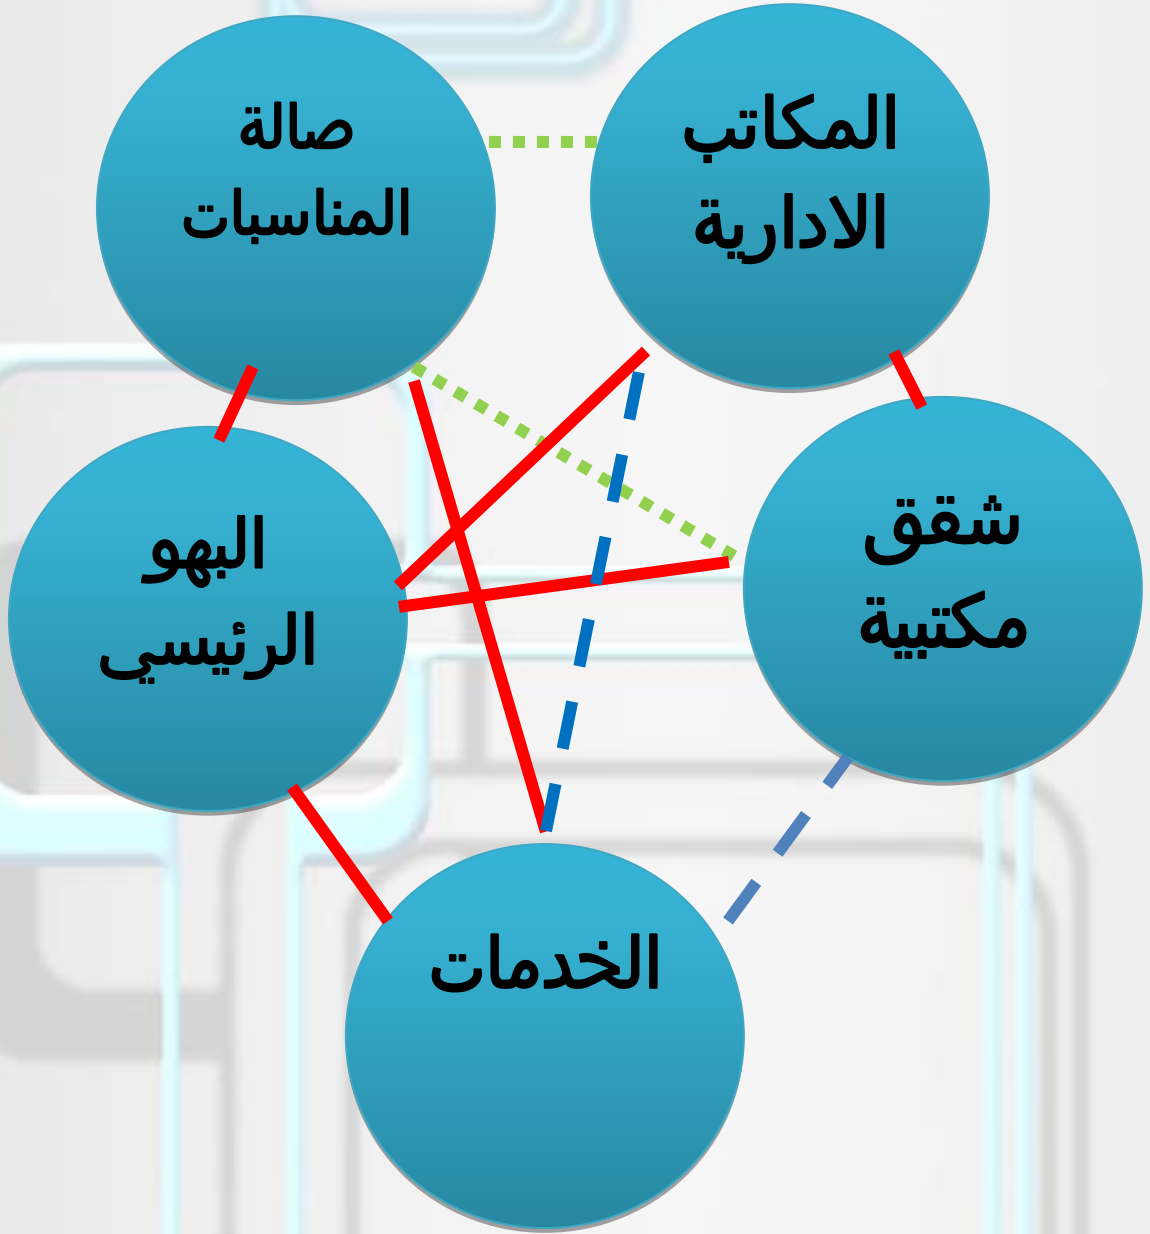 المكاتب
الادارية
صالة
المناسبات
شقق
مكتبية
البهو
الرئيسي
الخدمات